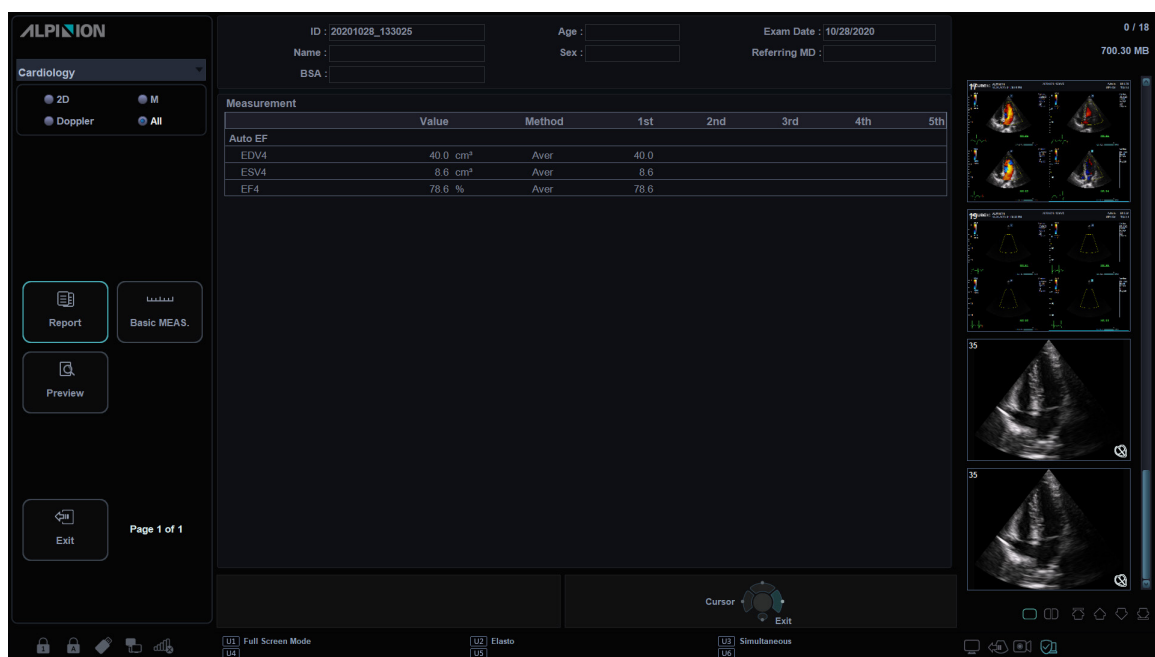 ALPINION
ID : 20201028_133025 Age : Exam Date : 10/28/2020
Name : Sex : Referring MD :
BSA :
0 / 18
700.30 MB
Cardiology
2D M
Doppler All
Measurement
Value Method 1st 2nd 3rd 4th 5th
Auto EF
EDV4 40.0 cm³ Aver 40.0
ESV4 8.6 cm³ Aver 8.6
EF4 78.6 % Aver 78.6
Report Basic MEAS.
Preview
Exit Page 1 of 1
17
19
35
35
Cursor
Exit
U1 Full Screen Mode U2 Elasto U3 Simultaneous
U4 U5 U6